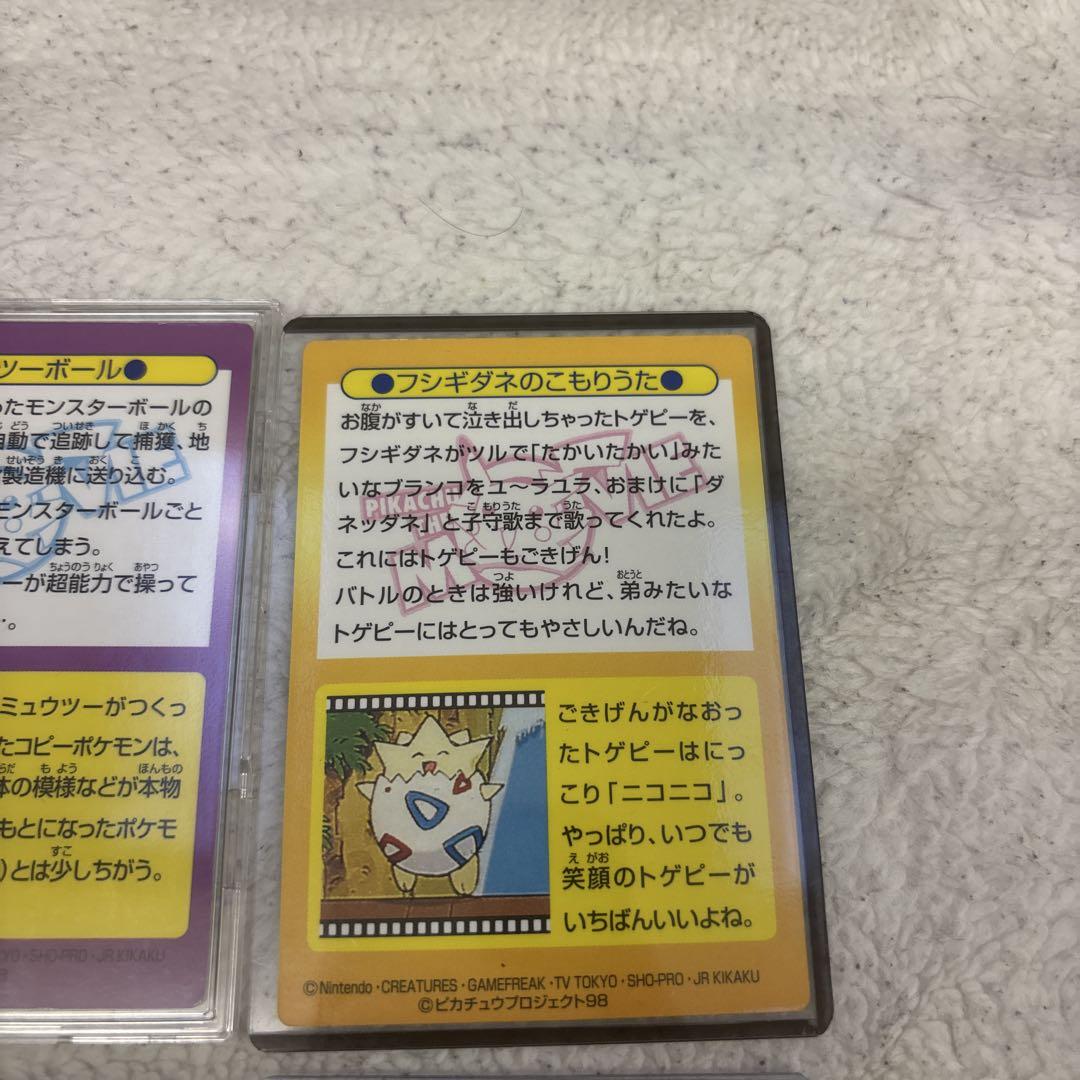 ツーボール●
ったモンスターボールの
自動で追跡して捕獲、地
製造機に送り込む。
モンスターボールごと
えてしまう。
ーが超能力で操って
…。
ミュウツーがつくっ
たコピーポケモンは、
体の模様などが本物
もとになったポケモ
)とは少しちがう。
SHO-PRO・JR KIKAKU
●フシギダネのこもりうた●
お腹がすいて泣き出しちゃったトゲピーを、
フシギダネがツルで「たかいたかい」みた
いなブランコをユ〜ラユラ、おまけに「ダ
ネッダネ」と子守歌まで歌ってくれたよ。
これにはトゲピーもごきげん!
バトルのときは強いけれど、弟みたいな
トゲピーにはとってもやさしいんだね。
PIKACHU
THE
MOVIE
ごきげんがなおっ
たトゲピーはにっ
こり「ニコニコ」。
やっぱり、いつでも
笑顔のトゲピーが
いちばんいいよね。
©Nintendo・CREATURES・GAMEFREAK・TV TOKYO・SHO-PRO・JR KIKAKU
©ピカチュウプロジェクト98